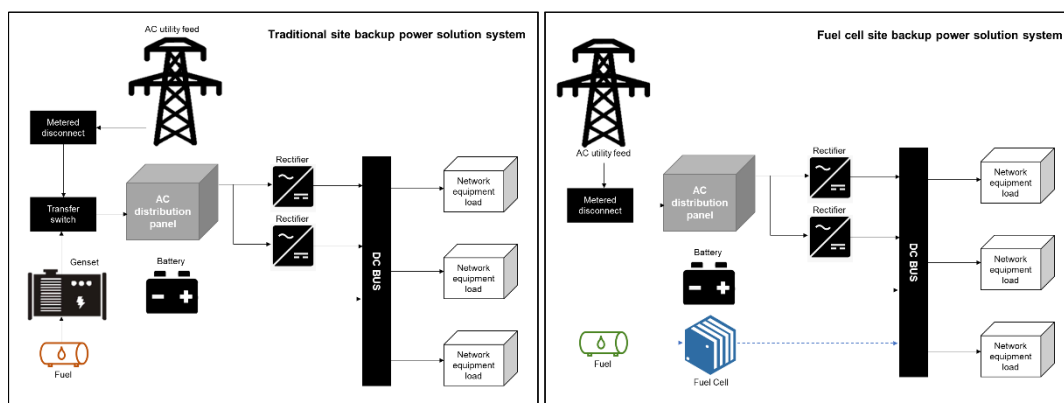 AC utility feed
Traditional site backup power solution system
Metered
disconnect
Transfer
switch
AC
distribution
panel
Rectifier
Rectifier
Genset
Battery
Fuel
DC BUS
Network
equipment
load
Network
equipment
load
Network
equipment
load
Fuel cell site backup power solution system
AC utility feed
Metered
disconnect
AC
distribution
panel
Rectifier
Rectifier
Battery
Fuel
Fuel Cell
DC BUS
Network
equipment
load
Network
equipment
load
Network
equipment
load